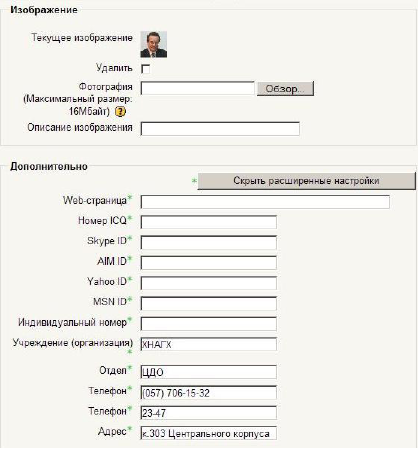 Изображение
Текущее изображение
Удалить
Фотография
(Максимальный размер:
16Мбайт) ?
Обзор...
Описание изображения
Дополнительно
* Скрыть расширенные настройки
Web-страница*
Номер ICQ*
Skype ID*
AIM ID*
Yahoo ID*
MSN ID*
Индивидуальный номер*
Учреждение (организация)
* ХНАГХ
Отдел* ЦДО
Телефон* (057) 706-15-32
Телефон* 23-47
Адрес* к.303 Центрального корпуса